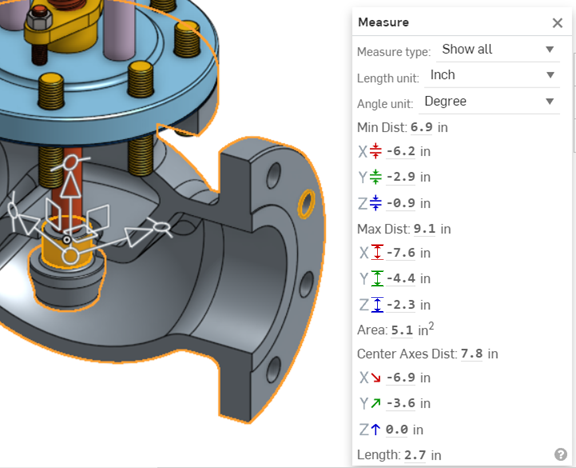 Measure
Measure type: Show all
Length unit: Inch
Angle unit: Degree
Min Dist: 6.9 in
X -6.2 in
Y -2.9 in
Z -0.9 in
Max Dist: 9.1 in
X -7.6 in
Y -4.4 in
Z -2.3 in
Area: 5.1 in²
Center Axes Dist: 7.8 in
X -6.9 in
Y -3.6 in
Z 0.0 in
Length: 2.7 in